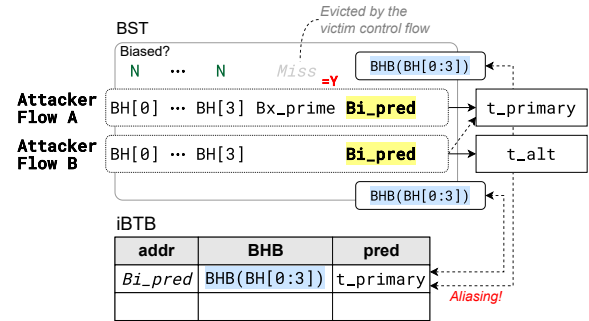 Evicted by the
victim control flow
BST
Biased?
N ··· N Miss =Y
BHB(BH[0:3])
Attacker
Flow A
BH[0] ··· BH[3] Bx_prime Bi_pred
t_primary
Attacker
Flow B
BH[0] ··· BH[3] Bi_pred
t_alt
BHB(BH[0:3])
iBTB
addr BHB pred
Bi_pred BHB(BH[0:3]) t_primary
Aliasing!